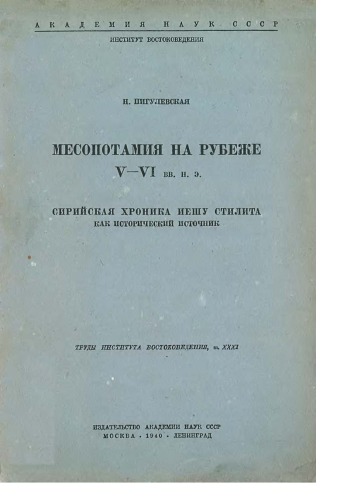 АКАДЕМИЯ НАУК СССР
ИНСТИТУТ ВОСТОКОВЕДЕНИЯ
Н. ПИГУЛЕВСКАЯ
МЕСОПОТАМИЯ НА РУБЕЖЕ
V—VI ВВ. Н. Э.
СИРИЙСКАЯ ХРОНИКА ИЕШУ СТИЛИТА
КАК ИСТОРИЧЕСКИЙ ИСТОЧНИК
ТРУДЫ ИНСТИТУТА ВОСТОКОВЕДЕНИЯ, т. XXXI
ИЗДАТЕЛЬСТВО АКАДЕМИИ НАУК СССР
МОСКВА · 1940 · ЛЕНИНГРАД